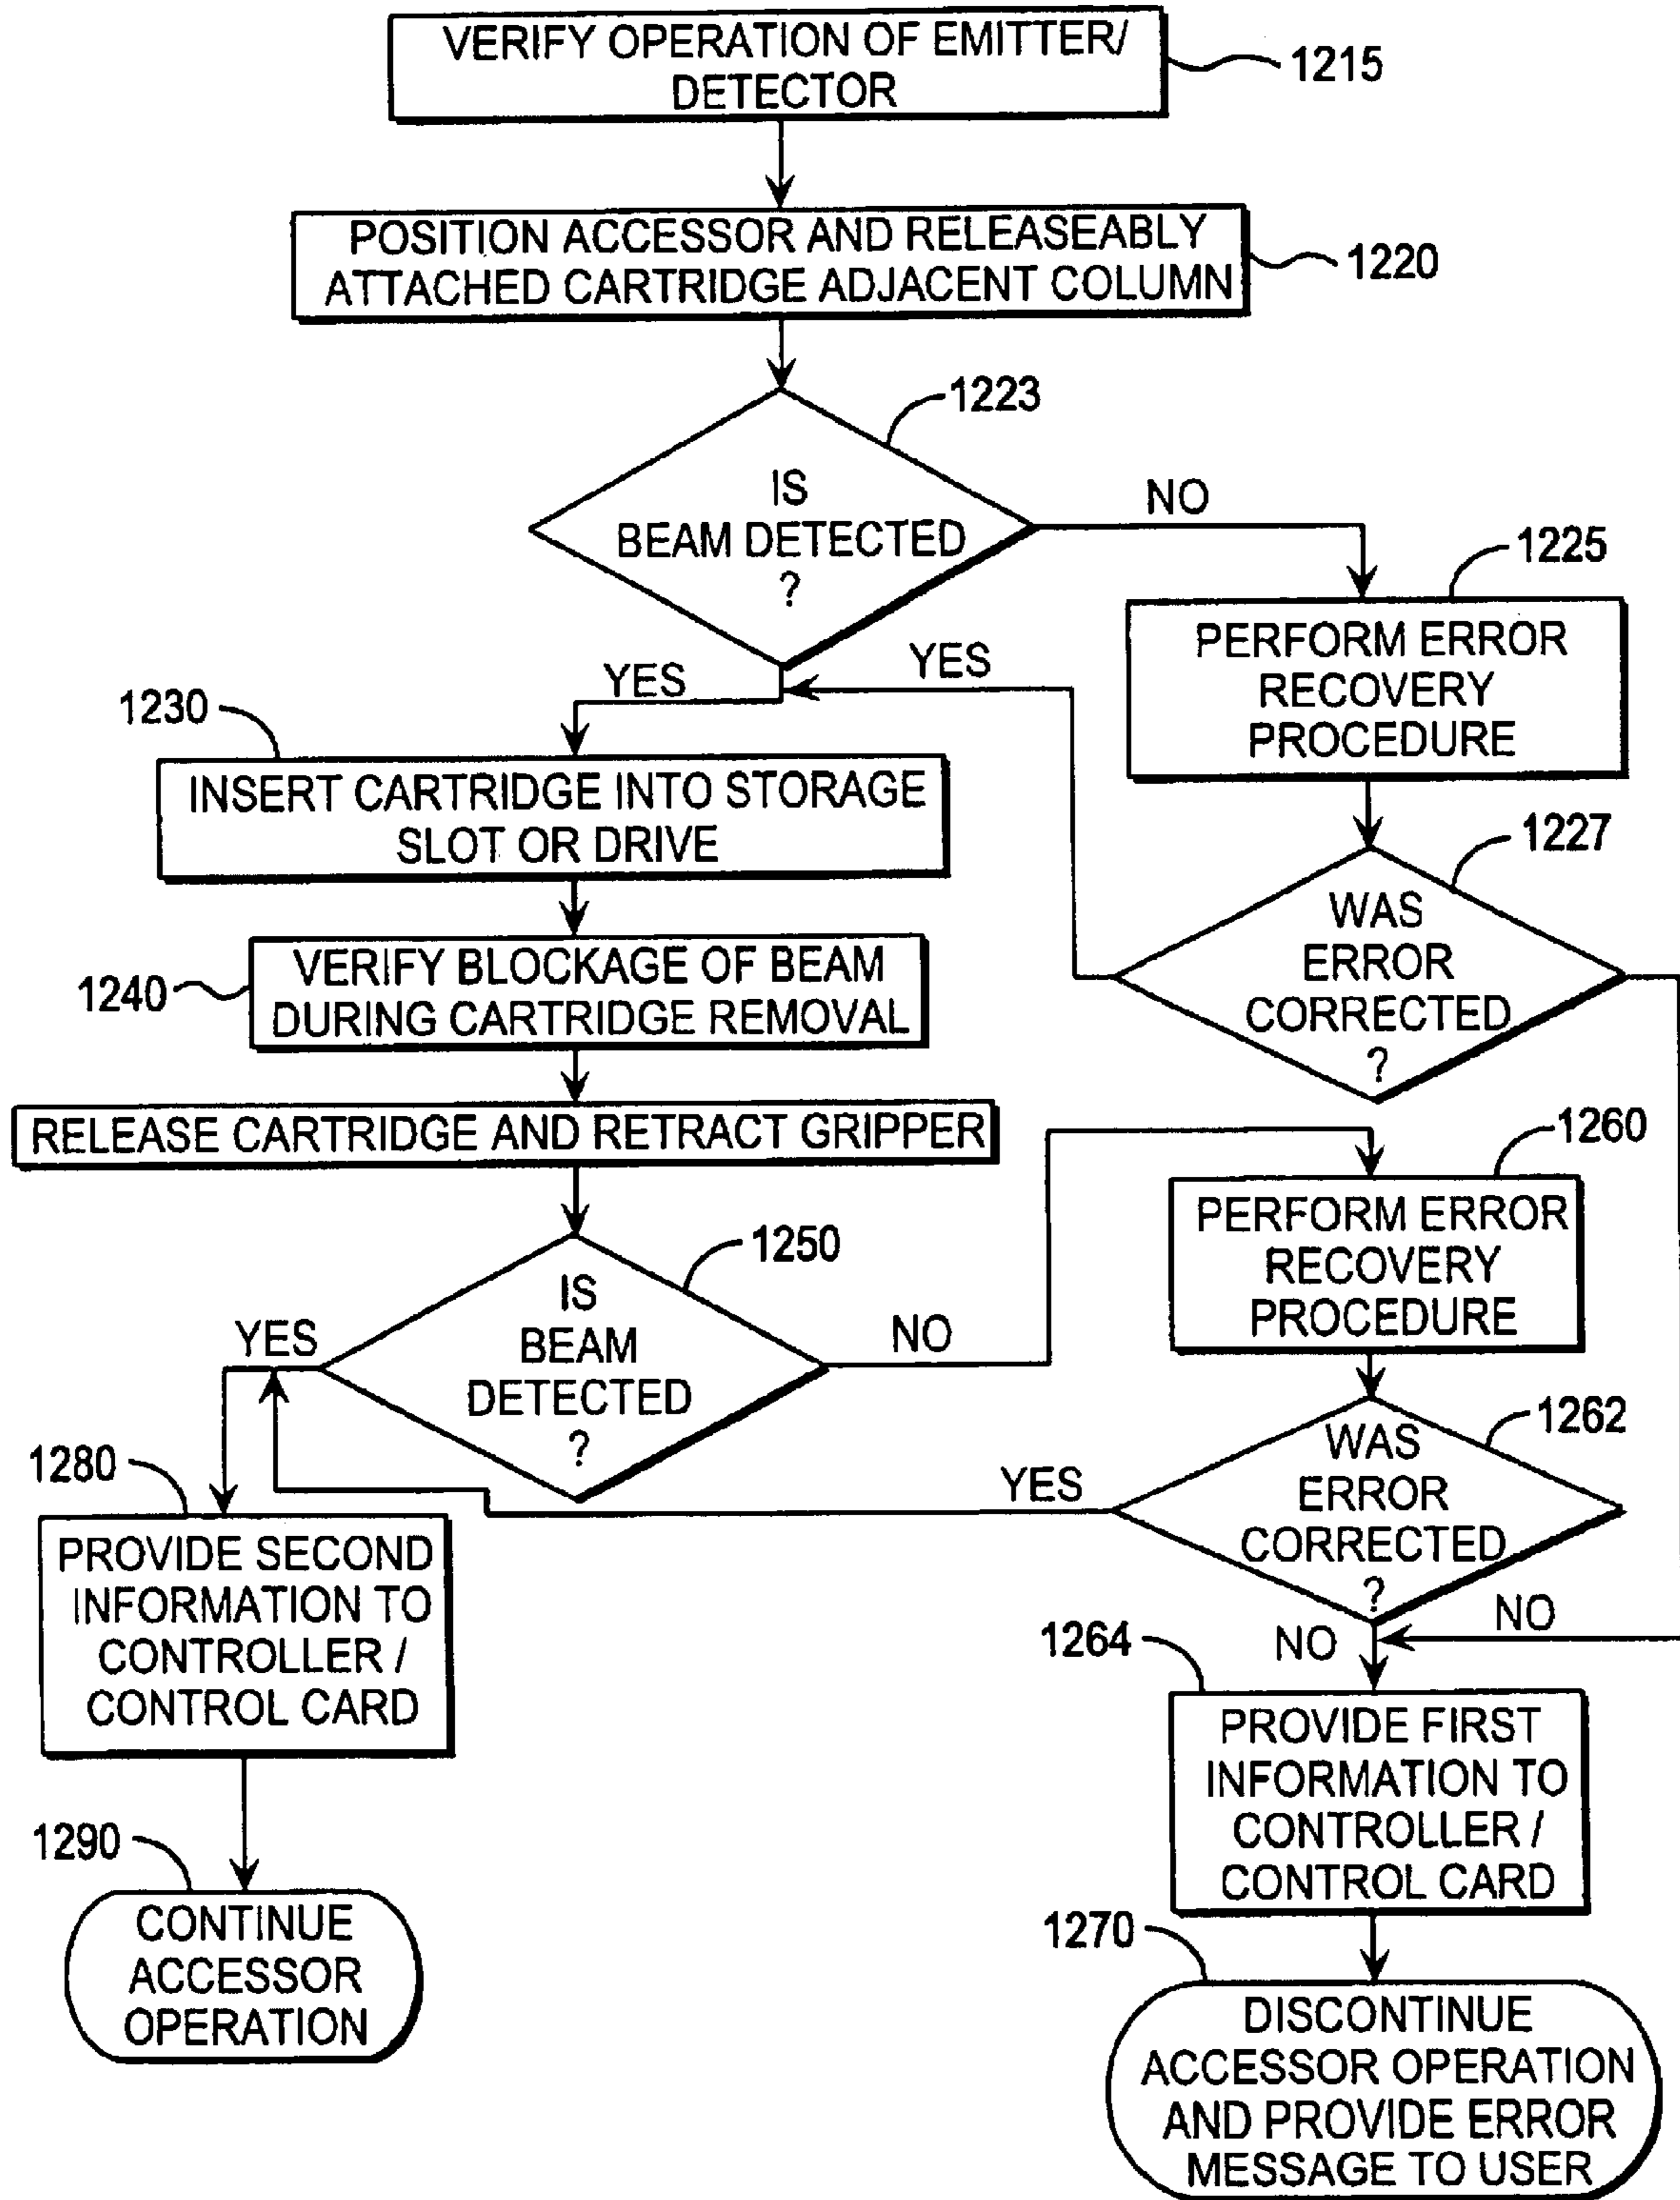 VERIFY OPERATION OF EMITTER/
DETECTOR
1215
POSITION ACCESSOR AND RELEASEABLY
ATTACHED CARTRIDGE ADJACENT COLUMN
1220
1223
IS
BEAM DETECTED
?
NO
1225
PERFORM ERROR
RECOVERY
PROCEDURE
YES
YES
1230
INSERT CARTRIDGE INTO STORAGE
SLOT OR DRIVE
1227
WAS
ERROR
CORRECTED
?
1240
VERIFY BLOCKAGE OF BEAM
DURING CARTRIDGE REMOVAL
RELEASE CARTRIDGE AND RETRACT GRIPPER
1260
PERFORM ERROR
RECOVERY
PROCEDURE
1250
IS
BEAM
DETECTED
?
YES
NO
1262
WAS
ERROR
CORRECTED
?
YES
NO
NO
1280
PROVIDE SECOND
INFORMATION TO
CONTROLLER /
CONTROL CARD
1264
PROVIDE FIRST
INFORMATION TO
CONTROLLER /
CONTROL CARD
1290
CONTINUE
ACCESSOR
OPERATION
1270
DISCONTINUE
ACCESSOR OPERATION
AND PROVIDE ERROR
MESSAGE TO USER